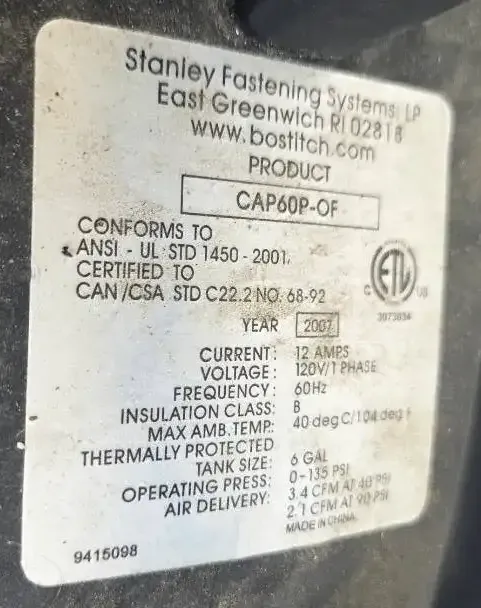 Stanley Fastening Systems, LP
East Greenwich RI 02818
www.bostitch.com
PRODUCT
CAP60P-OF
CONFORMS TO
ANSI - UL STD 1450 - 2001.
CERTIFIED TO
CAN/CSA STD C22.2 NO. 68-92
C ETL US
3073034
YEAR 2007
CURRENT: 12 AMPS
VOLTAGE: 120V/1 PHASE
FREQUENCY: 60Hz
INSULATION CLASS: B
MAX AMB.TEMP: 40 deg C/104 deg F
THERMALLY PROTECTED
TANK SIZE: 6 GAL
OPERATING PRESS: 0-135 PSI
AIR DELIVERY: 3.4 CFM AT 40 PSI
2.1 CFM AT 90 PSI
MADE IN CHINA
9415098